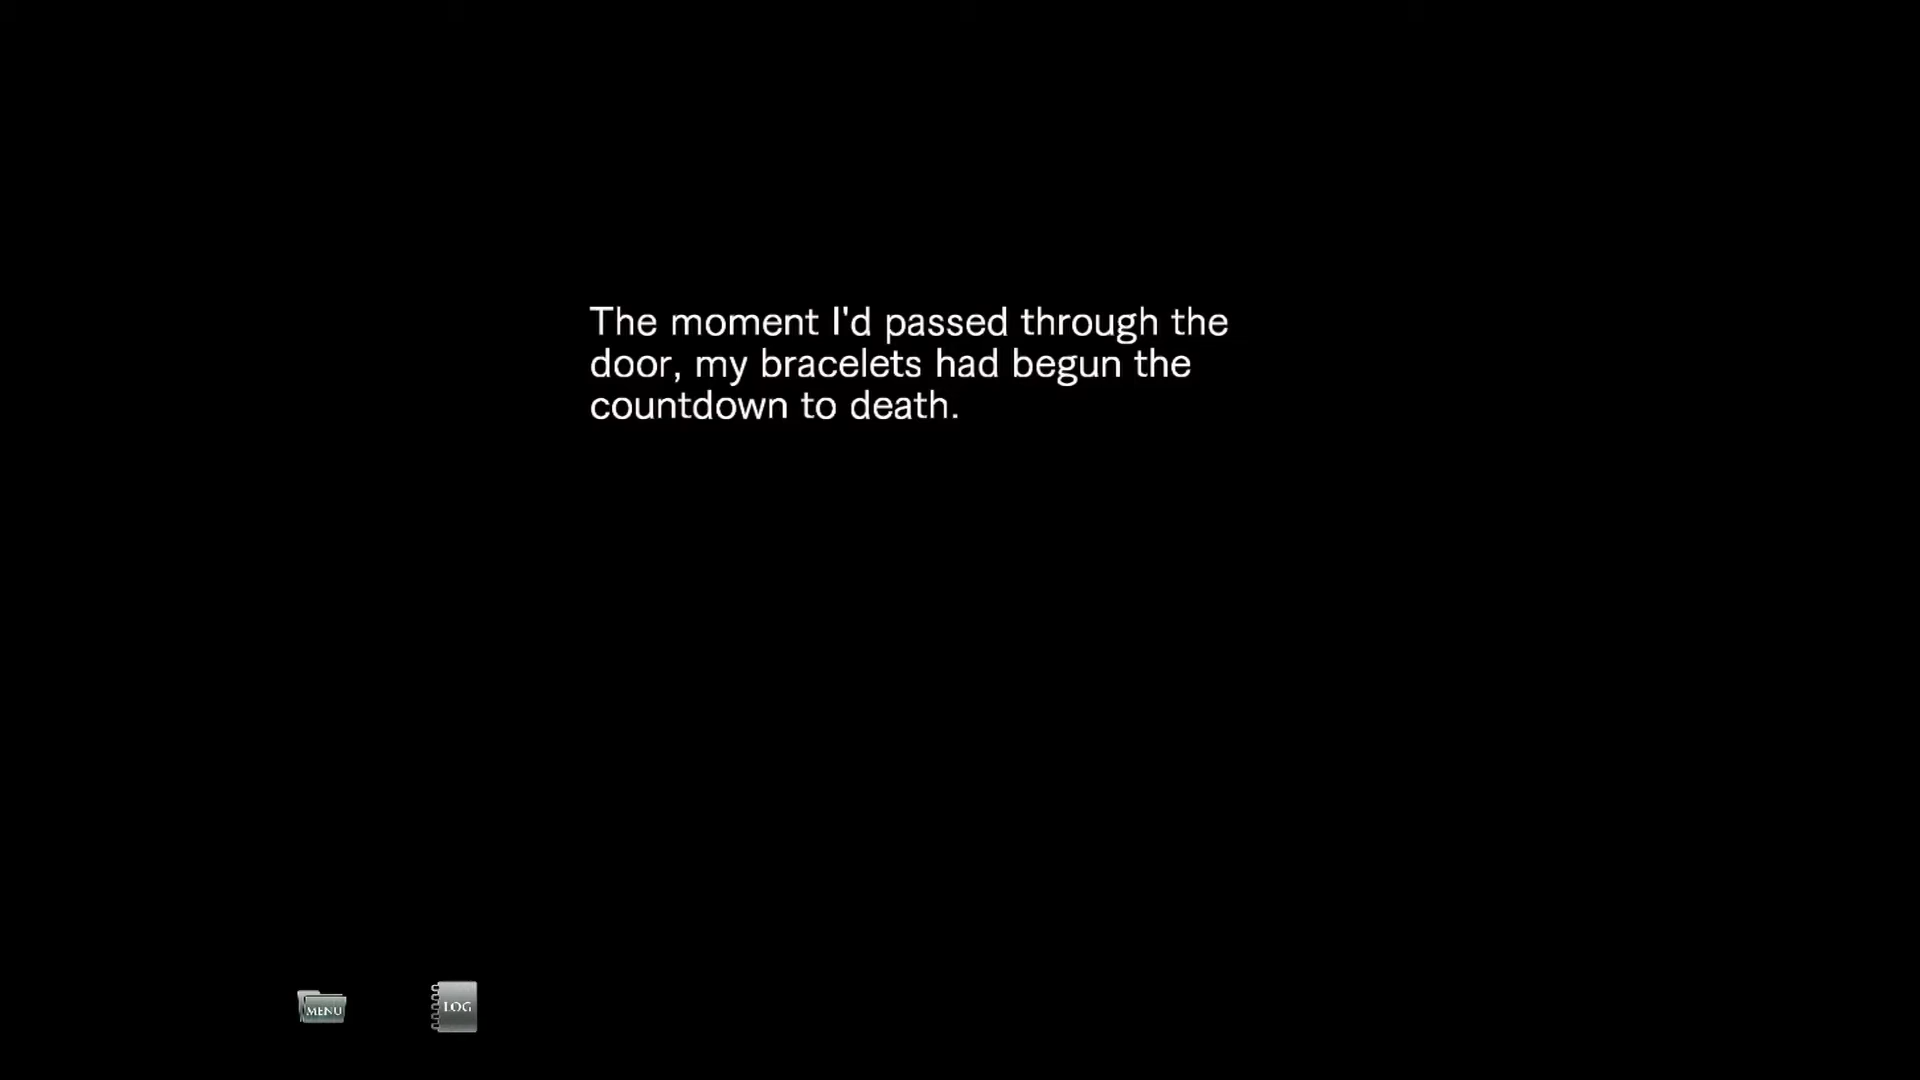 The moment I'd passed through the
door, my bracelets had begun the
countdown to death.
MENU
LOG